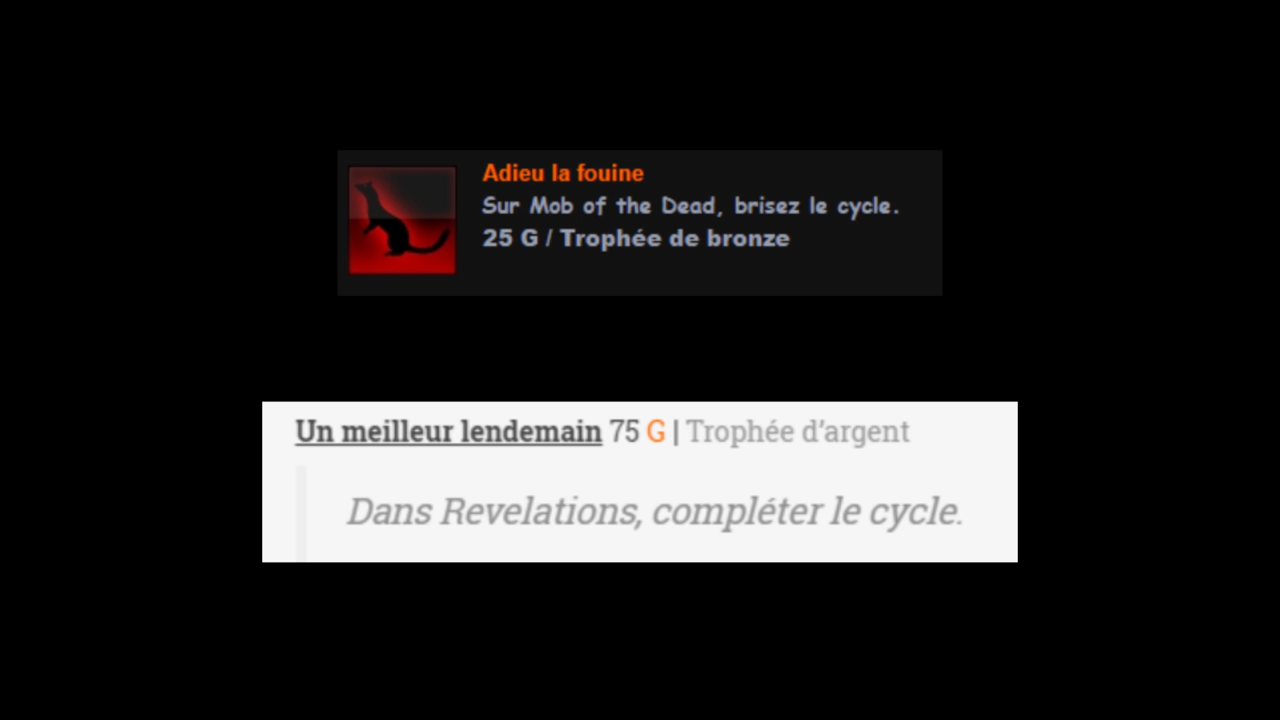 Adieu la fouine
Sur Mob of the Dead, brisez le cycle.
25 G / Trophée de bronze
Un meilleur lendemain 75 G | Trophée d'argent
Dans Revelations, compléter le cycle.